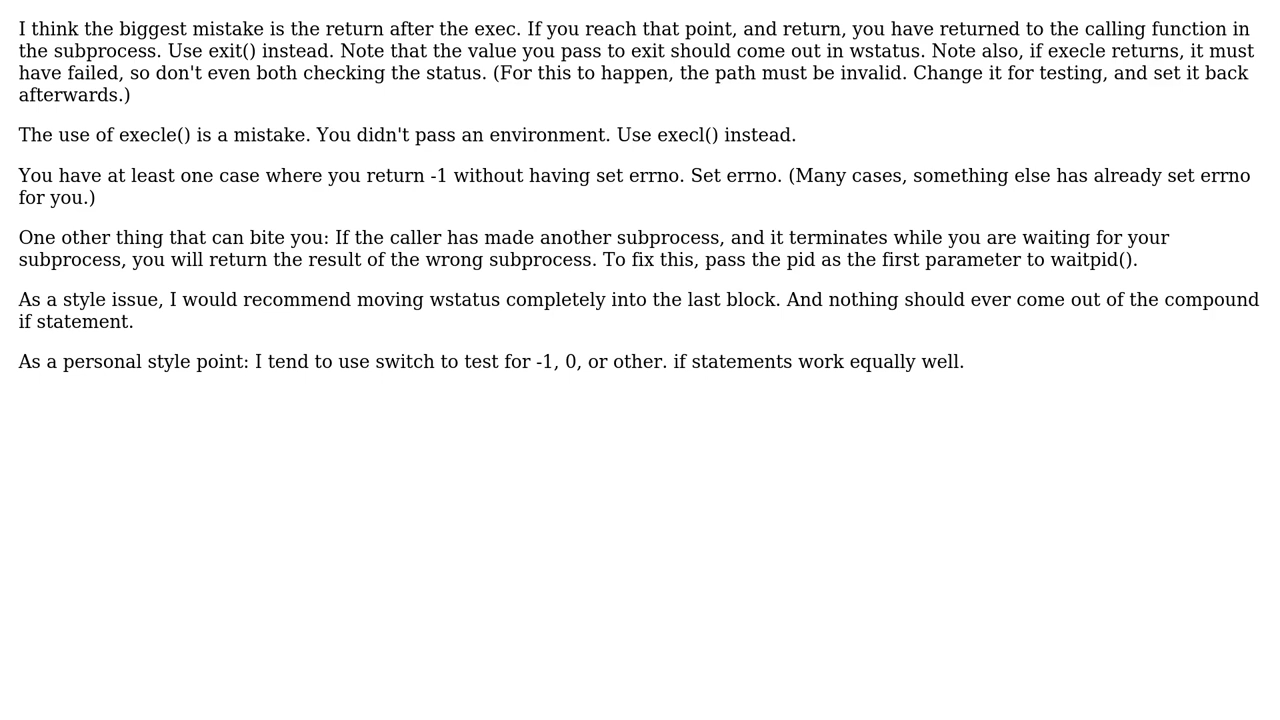 I think the biggest mistake is the return after the exec. If you reach that point, and return, you have returned to the calling function in
the subprocess. Use exit() instead. Note that the value you pass to exit should come out in wstatus. Note also, if execle returns, it must
have failed, so don't even both checking the status. (For this to happen, the path must be invalid. Change it for testing, and set it back
afterwards.)
The use of execle() is a mistake. You didn't pass an environment. Use execl() instead.
You have at least one case where you return -1 without having set errno. Set errno. (Many cases, something else has already set errno
for you.)
One other thing that can bite you: If the caller has made another subprocess, and it terminates while you are waiting for your
subprocess, you will return the result of the wrong subprocess. To fix this, pass the pid as the first parameter to waitpid().
As a style issue, I would recommend moving wstatus completely into the last block. And nothing should ever come out of the compound
if statement.
As a personal style point: I tend to use switch to test for -1, 0, or other. if statements work equally well.